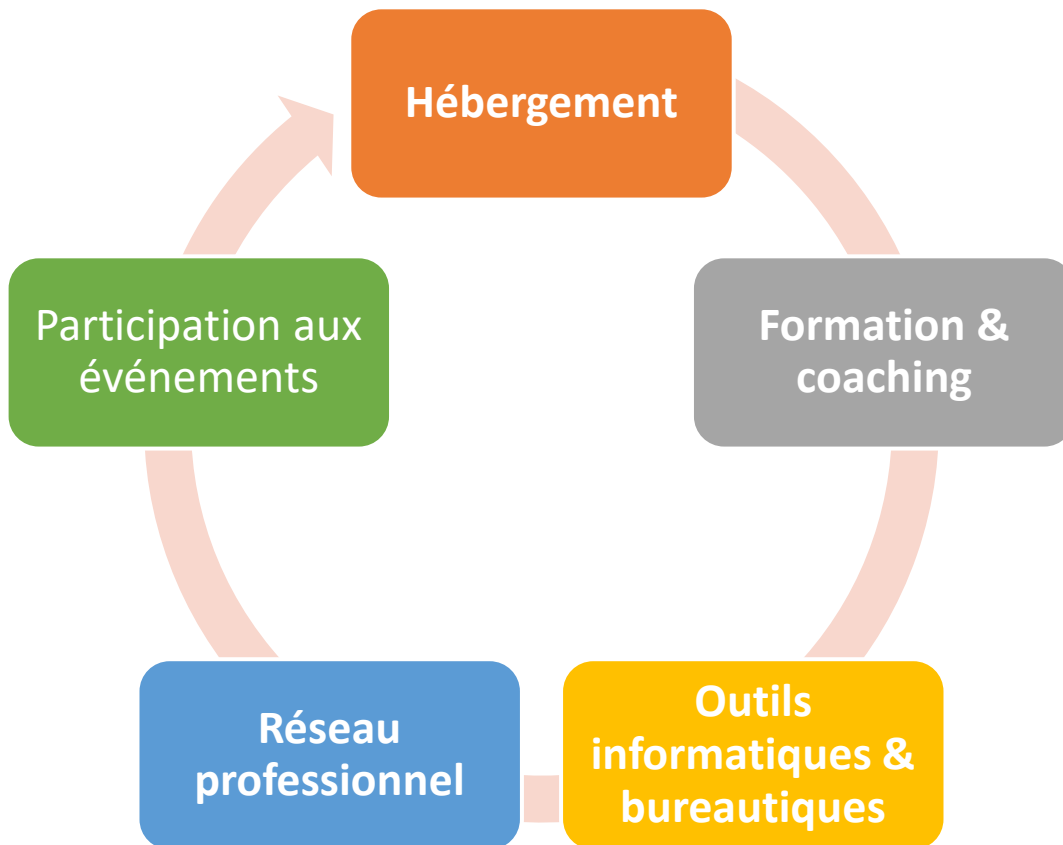 Hébergement
Formation &
coaching
Outils
informatiques &
bureautiques
Réseau
professionnel
Participation aux
événements